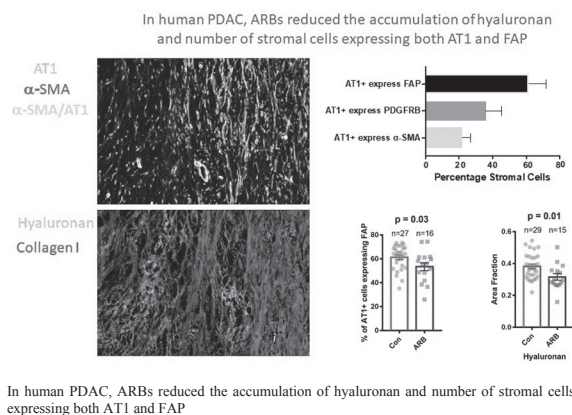 In human PDAC, ARBs reduced the accumulation of hyaluronan
and number of stromal cells expressing both AT1 and FAP
AT1
α-SMA
α-SMA/AT1
AT1+ express FAP
AT1+ express PDGFRB
AT1+ express α-SMA
0 20 40 60 80
Percentage Stromal Cells
Hyaluronan
Collagen I
p = 0.03
n=27 n=16
% of AT1+ cells expressing FAP
80
60
40
20
0
Con ARB
p = 0.01
n=29 n=15
Area Fraction
0.6
0.4
0.2
0.0
Con ARB
Hyaluronan
In human PDAC, ARBs reduced the accumulation of hyaluronan and number of stromal cells
expressing both AT1 and FAP